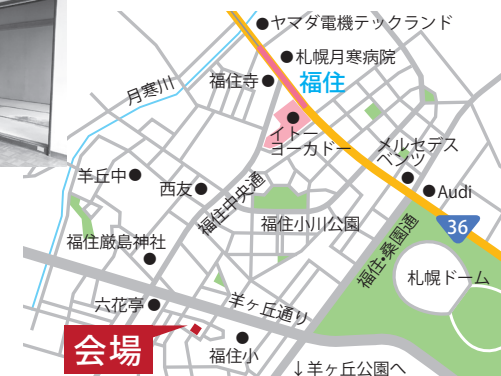 ヤマダ電機テックランド
札幌月寒病院
福住寺
福住
月寒川
イトー
ヨーカドー
メルセデス
ベンツ
羊丘中
西友
Audi
福住中央通
福住小川公園
福住・桑園通
36
福住厳島神社
札幌ドーム
六花亭
羊ヶ丘通り
会場
福住小
↓羊ヶ丘公園へ